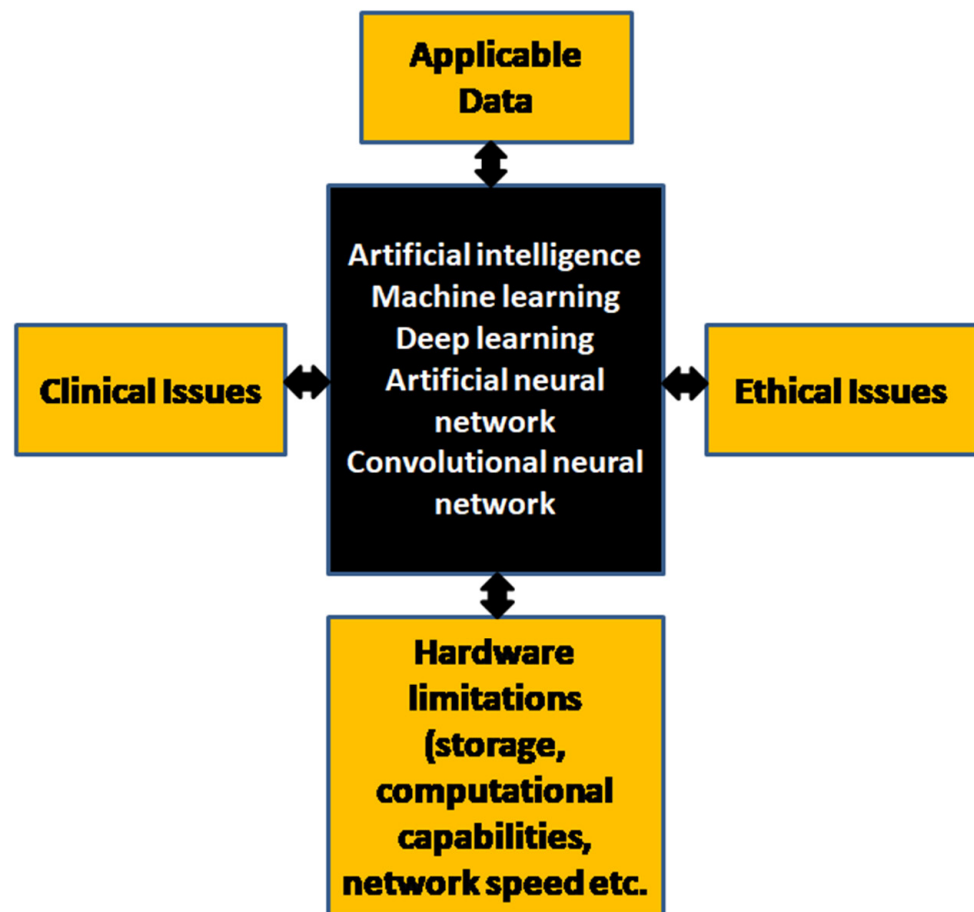 Applicable
Data
Artificial intelligence
Machine learning
Deep learning
Artificial neural
network
Convolutional neural
network
Clinical Issues
Ethical Issues
Hardware
limitations
(storage,
computational
capabilities,
network speed etc.